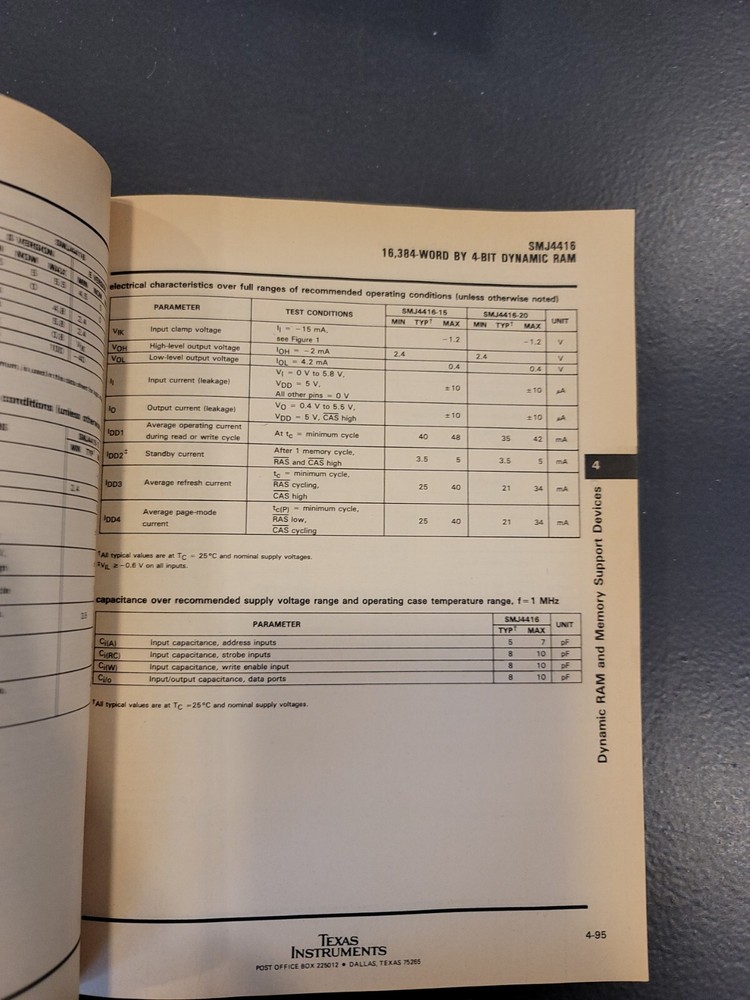 SMJ4416
16,384-WORD BY 4-BIT DYNAMIC RAM
electrical characteristics over full ranges of recommended operating conditions (unless otherwise noted)
PARAMETER TEST CONDITIONS SMJ4416-15 SMJ4416-20 UNIT
MIN TYP† MAX MIN TYP† MAX
VIK Input clamp voltage II = −15 mA, see Figure 1 −1.2 −1.2 V
VOH High-level output voltage IOH = −2 mA 2.4 2.4 V
VOL Low-level output voltage IOL = 4.2 mA 0.4 0.4 V
II Input current (leakage) VI = 0 V to 5.8 V, VDD = 5 V, All other pins = 0 V ±10 ±10 μA
IO Output current (leakage) VO = 0.4 V to 5.5 V, VDD = 5 V, CAS high ±10 ±10 μA
IDD1 Average operating current during read or write cycle At tc = minimum cycle 40 48 35 42 mA
IDD2‡ Standby current After 1 memory cycle, RAS and CAS high 3.5 5 3.5 5 mA
IDD3 Average refresh current tc = minimum cycle, RAS cycling, CAS high 25 40 21 34 mA
IDD4 Average page-mode current tc(P) = minimum cycle, RAS low, CAS cycling 25 40 21 34 mA
†All typical values are at TC = 25°C and nominal supply voltages.
‡VIL ≥ −0.6 V on all inputs.
capacitance over recommended supply voltage range and operating case temperature range, f = 1 MHz
PARAMETER SMJ4416 UNIT
TYP† MAX
Ci(A) Input capacitance, address inputs 5 7 pF
Ci(RC) Input capacitance, strobe inputs 8 10 pF
Ci(W) Input capacitance, write enable input 8 10 pF
Ci/o Input/output capacitance, data ports 8 10 pF
†All typical values are at TC = 25°C and nominal supply voltages.
4
Dynamic RAM and Memory Support Devices
TEXAS
INSTRUMENTS
POST OFFICE BOX 225012 • DALLAS, TEXAS 75265
4-95